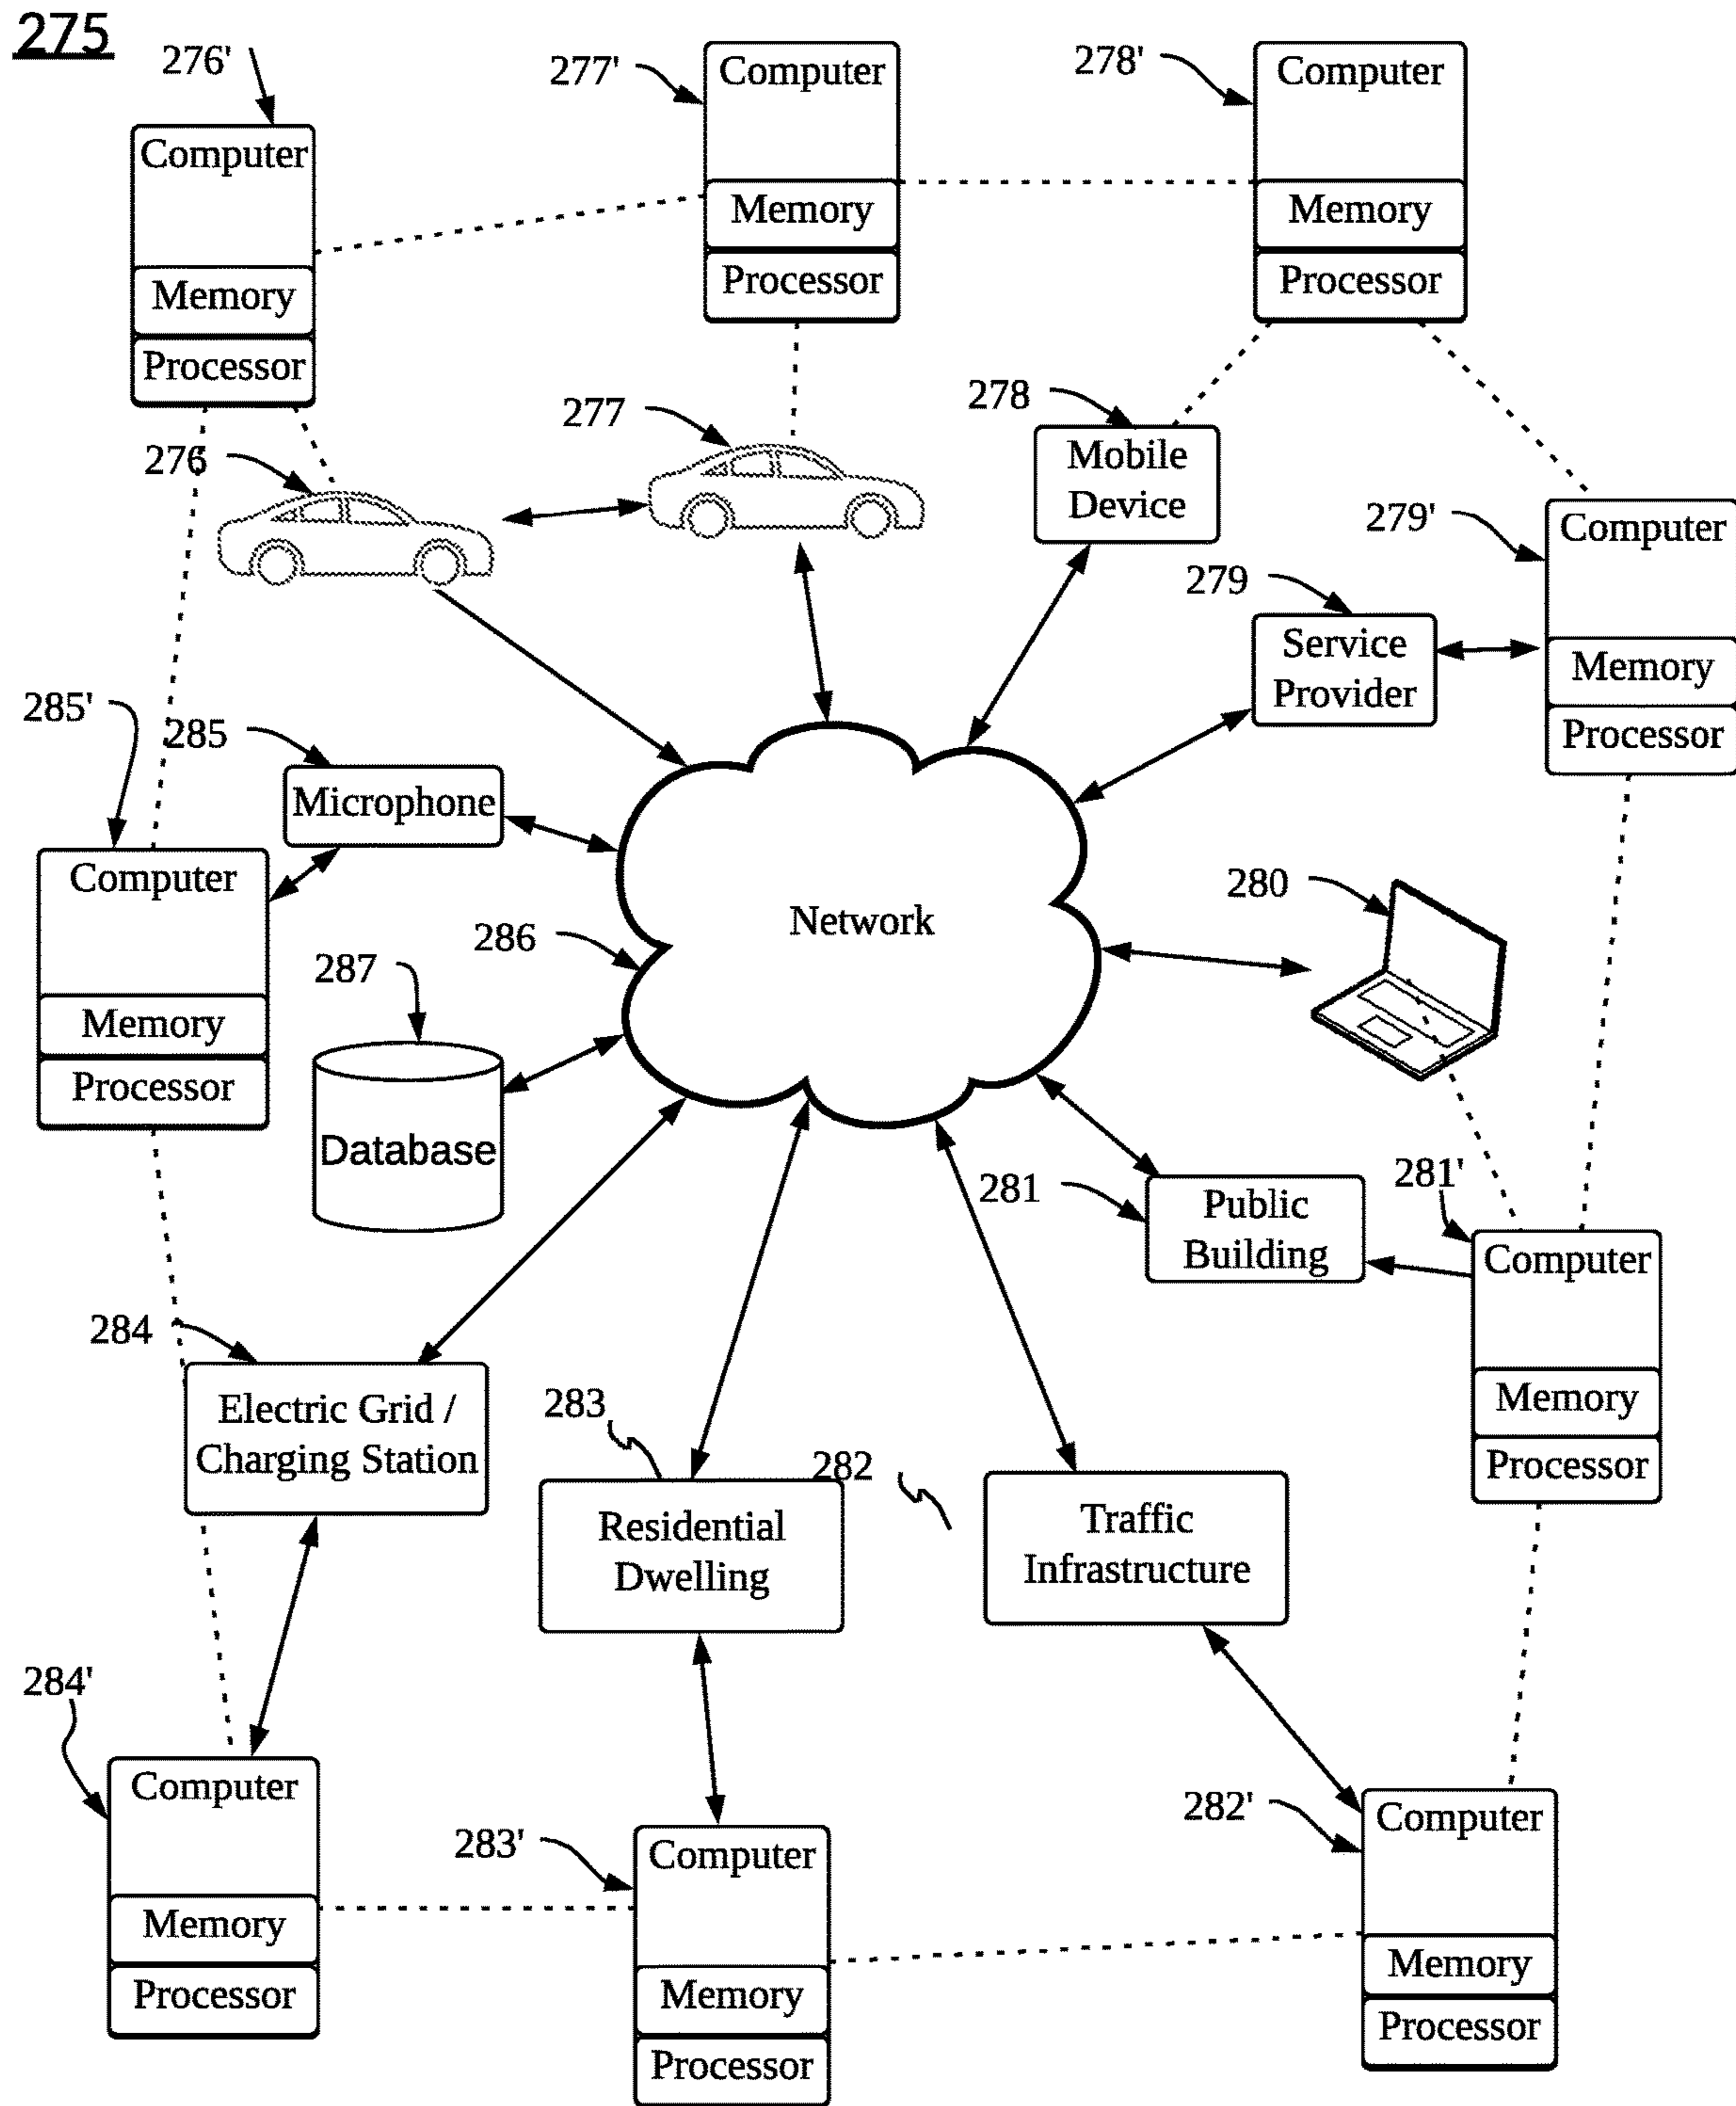 275
276'
277'
278'
Computer
Memory
Processor
Computer
Memory
Processor
Computer
Memory
Processor
276
277
278
Mobile
Device
279'
279
Service
Provider
Computer
Memory
Processor
285'
285
Microphone
Computer
Memory
Processor
286
Network
280
287
Database
281
Public
Building
281'
Computer
Memory
Processor
284
Electric Grid /
Charging Station
283
Residential
Dwelling
282
Traffic
Infrastructure
284'
Computer
Memory
Processor
283'
Computer
Memory
Processor
282'
Computer
Memory
Processor